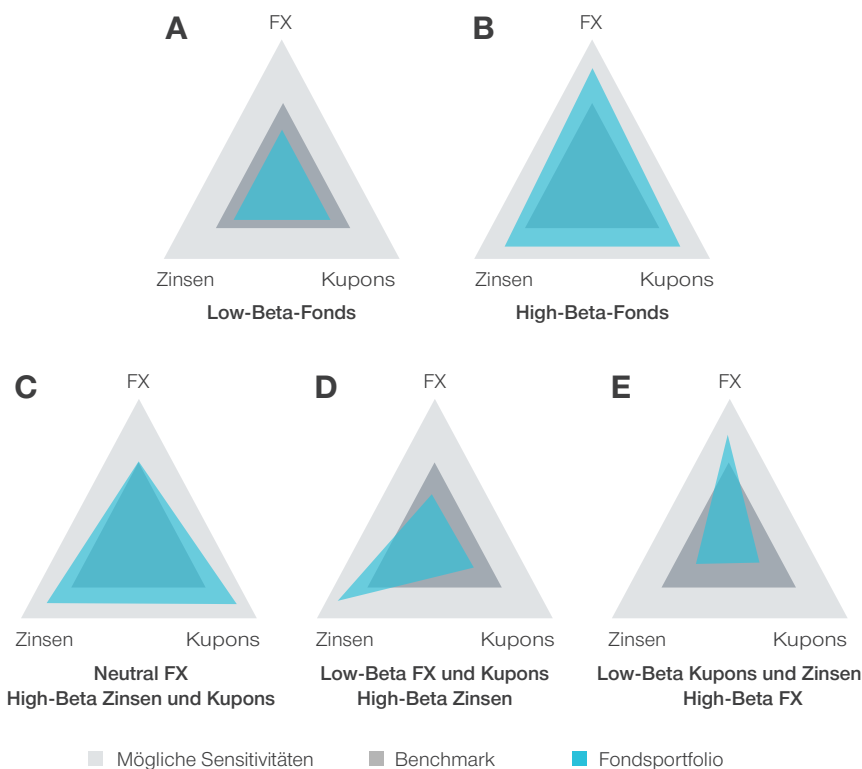 A
FX
Zinsen
Kupons
Low-Beta-Fonds
B
FX
Zinsen
Kupons
High-Beta-Fonds
C
FX
Zinsen
Kupons
Neutral FX
High-Beta Zinsen und Kupons
D
FX
Zinsen
Kupons
Low-Beta FX und Kupons
High-Beta Zinsen
E
FX
Zinsen
Kupons
Low-Beta Kupons und Zinsen
High-Beta FX
Mögliche Sensitivitäten
Benchmark
Fondsportfolio